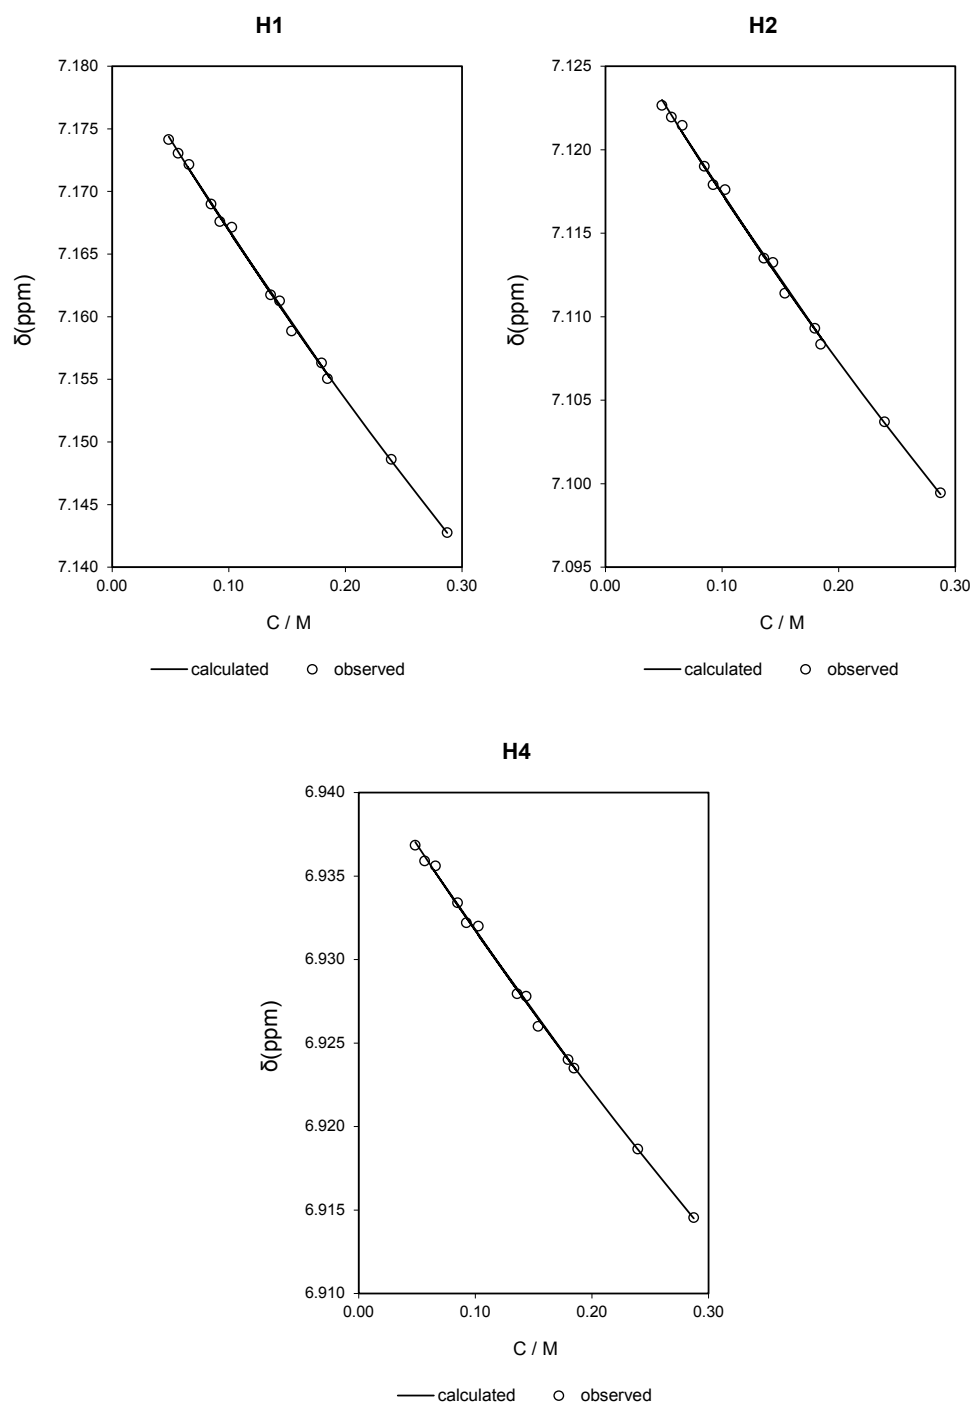 H1
7.180
7.175
7.170
7.165
7.160
7.155
7.150
7.145
7.140
δ(ppm)
0.00 0.10 0.20 0.30
C / M
calculated observed
H2
7.125
7.120
7.115
7.110
7.105
7.100
7.095
δ(ppm)
0.00 0.10 0.20 0.30
C / M
calculated observed
H4
6.940
6.935
6.930
6.925
6.920
6.915
6.910
δ(ppm)
0.00 0.10 0.20 0.30
C / M
calculated observed